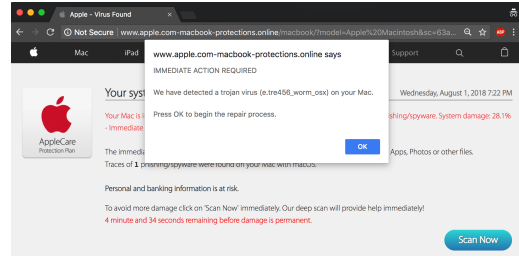 Apple - Virus Found
Not Secure www.apple.com-macbook-protections.online/macbook/?model=Apple%20Macintosh&sc=63a...
ABP
Mac iPad Support
www.apple.com-macbook-protections.online says
IMMEDIATE ACTION REQUIRED
We have detected a trojan virus (e.tre456_worm_osx) on your Mac.
Press OK to begin the repair process.
OK
Your syst
Wednesday, August 1, 2018 7:22 PM
Your Mac is i
shing/spyware. System damage: 28.1%
- Immediate
AppleCare
Protection Plan
The immedia
Apps, Photos or other files.
Traces of 1 phishing/spyware were found on your Mac with macOS.
Personal and banking information is at risk.
To avoid more damage click on 'Scan Now' immediately. Our deep scan will provide help immediately!
4 minute and 34 seconds remaining before damage is permanent.
Scan Now